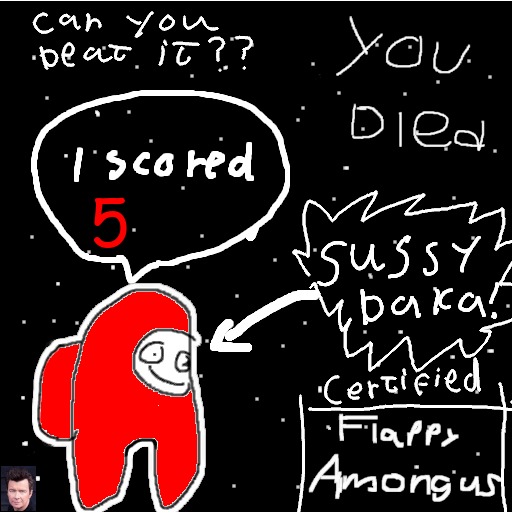 can you
beat it??
You
Died
I scored
5
SUSSY
baka!
Certified
Flappy
Amongus